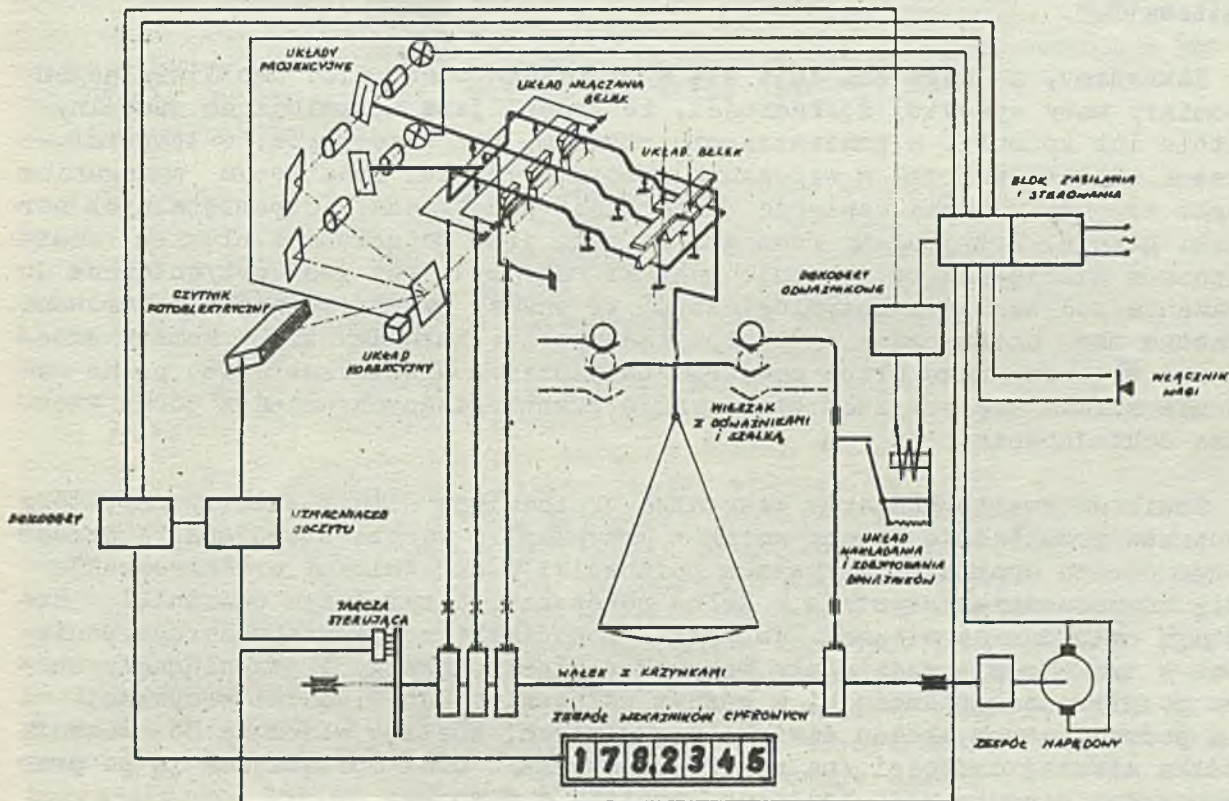 UKŁADY
PROJEKCYJNE
UKŁAD WŁĄCZANIA
BELEK
UKŁAD BELEK
BLOK ZASILANIA
I STEROWANIA
CZYTNIK
FOTOELEKTRYCZNY
UKŁAD
KOREKCYJNY
DEKODERY
ODWAŻNIKOWE
WŁĄCZNIK
WAGI
WIESZAK
Z ODWAŻNIKAMI
I SZALKĄ
DEKODERY
WZMACNIACZE
ODCZYTU
UKŁAD
NAKŁADANIA
I ZDEJMOWANIA
ODWAŻNIKÓW
TARCZA
STERUJĄCA
WAŁEK Z KRZYWKAMI
ZESPÓŁ WSKAŹNIKÓW CYFROWYCH
178,2345
ZESPÓŁ NAPĘDOWY